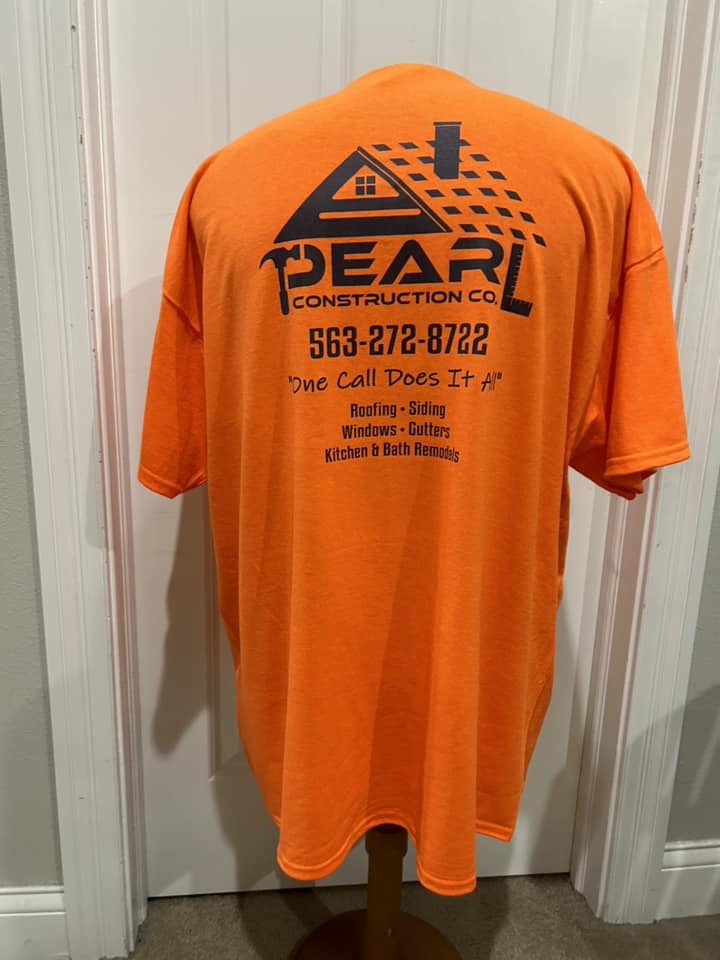 PEARL
CONSTRUCTION CO.
563-272-8722
"One Call Does It All"
Roofing • Siding
Windows • Gutters
Kitchen & Bath Remodels